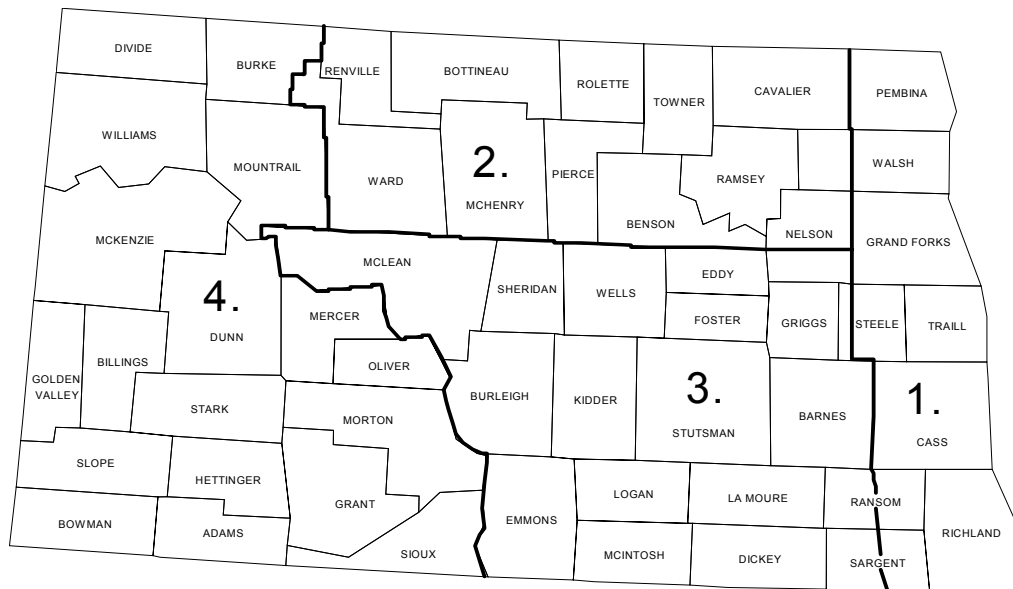 DIVIDE
BURKE
RENVILLE
BOTTINEAU
ROLETTE
TOWNER
CAVALIER
PEMBINA
WILLIAMS
MOUNTRAIL
WARD
2.
MCHENRY
PIERCE
BENSON
RAMSEY
WALSH
NELSON
GRAND FORKS
MCKENZIE
MCLEAN
SHERIDAN
WELLS
EDDY
4.
DUNN
MERCER
FOSTER
GRIGGS
STEELE
TRAILL
GOLDEN
VALLEY
BILLINGS
OLIVER
STARK
MORTON
BURLEIGH
KIDDER
3.
STUTSMAN
BARNES
1.
CASS
SLOPE
HETTINGER
GRANT
EMMONS
LOGAN
LA MOURE
RANSOM
RICHLAND
BOWMAN
ADAMS
SIOUX
MCINTOSH
DICKEY
SARGENT